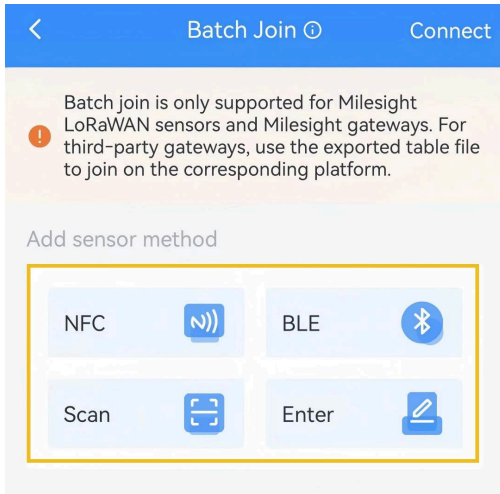 Batch Join
Connect
Batch join is only supported for Milesight
LoRaWAN sensors and Milesight gateways. For
third-party gateways, use the exported table file
to join on the corresponding platform.
Add sensor method
NFC
BLE
Scan
Enter